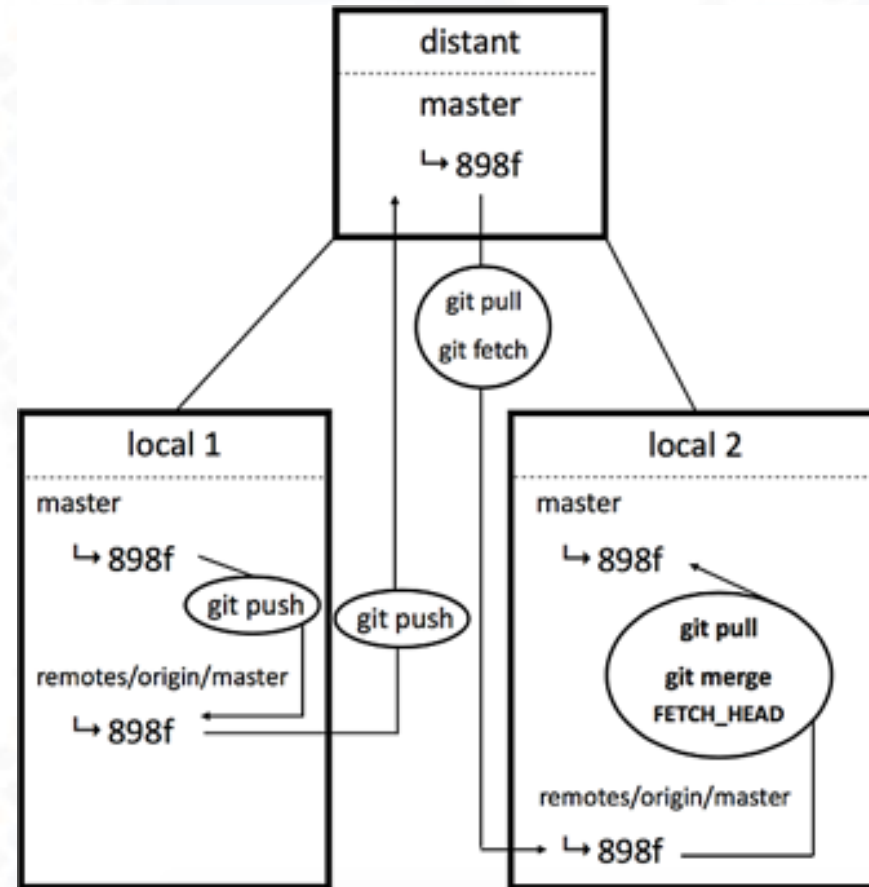 distant
master
↳ 898f
git pull
git fetch
local 1
master
↳ 898f
git push
remotes/origin/master
↳ 898f
git push
local 2
master
↳ 898f
git pull
git merge
FETCH_HEAD
remotes/origin/master
↳ 898f